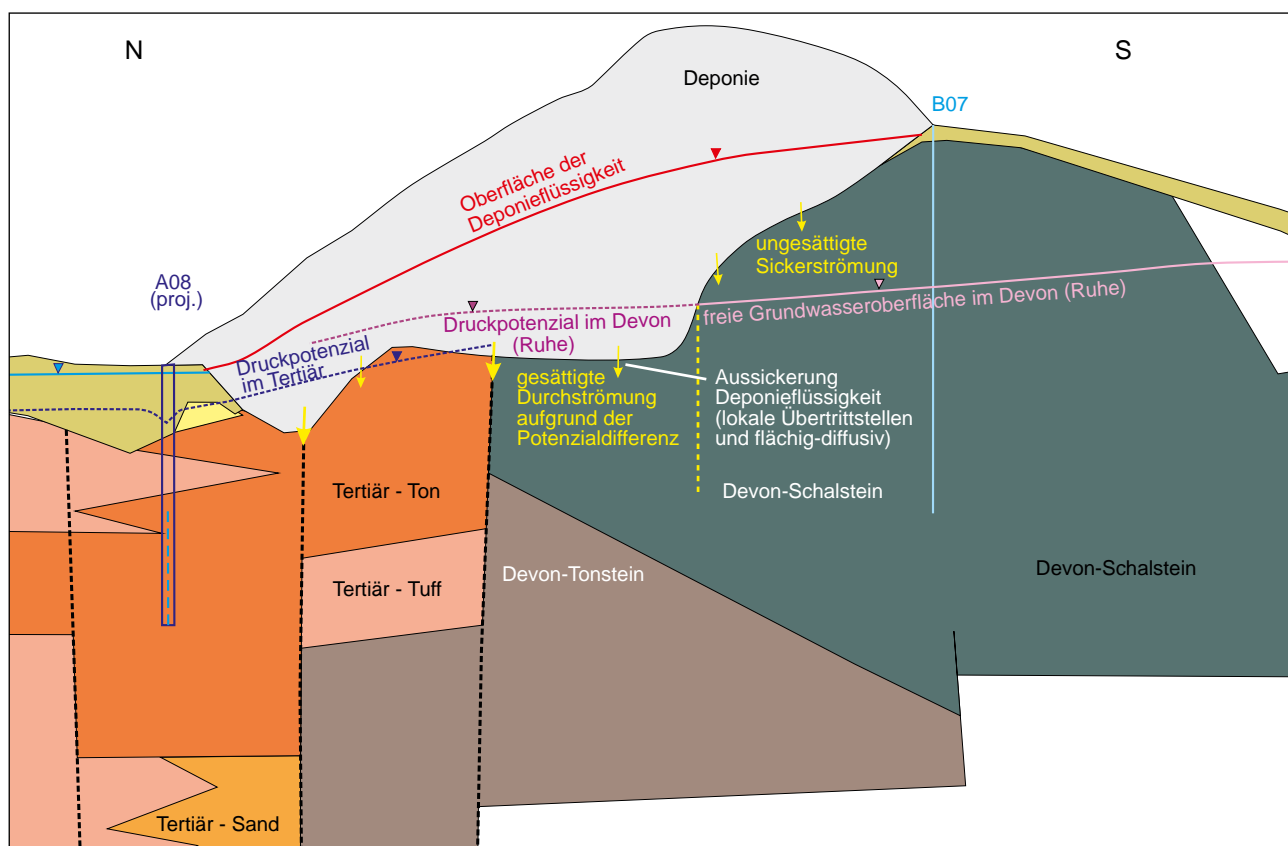 N
S
Deponie
B07
Oberfläche der
Deponieflüssigkeit
ungesättigte
Sickerströmung
A08
(proj.)
freie Grundwasseroberfläche im Devon (Ruhe)
Druckpotenzial im Devon
(Ruhe)
Druckpotenzial
im Tertiär
gesättigte
Durchströmung
aufgrund der
Potenzialdifferenz
Aussickerung
Deponieflüssigkeit
(lokale Übertrittstellen
und flächig-diffusiv)
Tertiär - Ton
Devon-Schalstein
Devon-Tonstein
Devon-Schalstein
Tertiär - Tuff
Tertiär - Sand